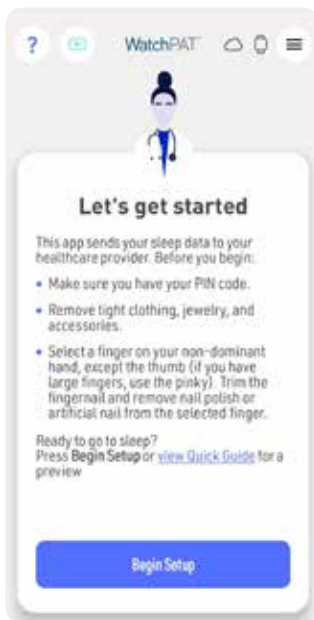 ?
WatchPAT™
Let's get started
This app sends your sleep data to your
healthcare provider. Before you begin:
• Make sure you have your PIN code.
• Remove tight clothing, jewelry, and
accessories.
• Select a finger on your non-dominant
hand, except the thumb (if you have
large fingers, use the pinky). Trim the
fingernail and remove nail polish or
artificial nail from the selected finger.
Ready to go to sleep?
Press Begin Setup or view Quick Guide for a
preview
Begin Setup